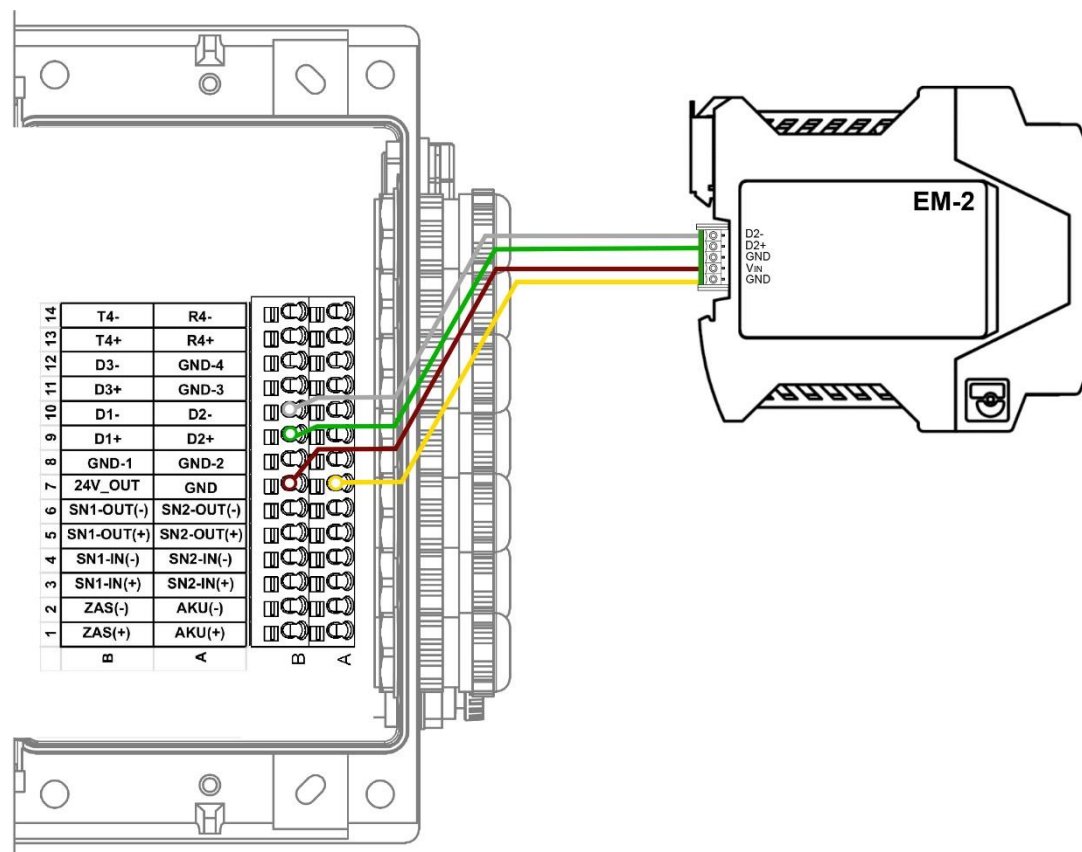 EM-2
D2-
D2+
GND
VIN
GND
14 T4- R4-
13 T4+ R4+
12 D3- GND-4
11 D3+ GND-3
10 D1- D2-
9 D1+ D2+
8 GND-1 GND-2
7 24V_OUT GND
6 SN1-OUT(-) SN2-OUT(-)
5 SN1-OUT(+) SN2-OUT(+)
4 SN1-IN(-) SN2-IN(-)
3 SN1-IN(+) SN2-IN(+)
2 ZAS(-) AKU(-)
1 ZAS(+) AKU(+)
B A B A